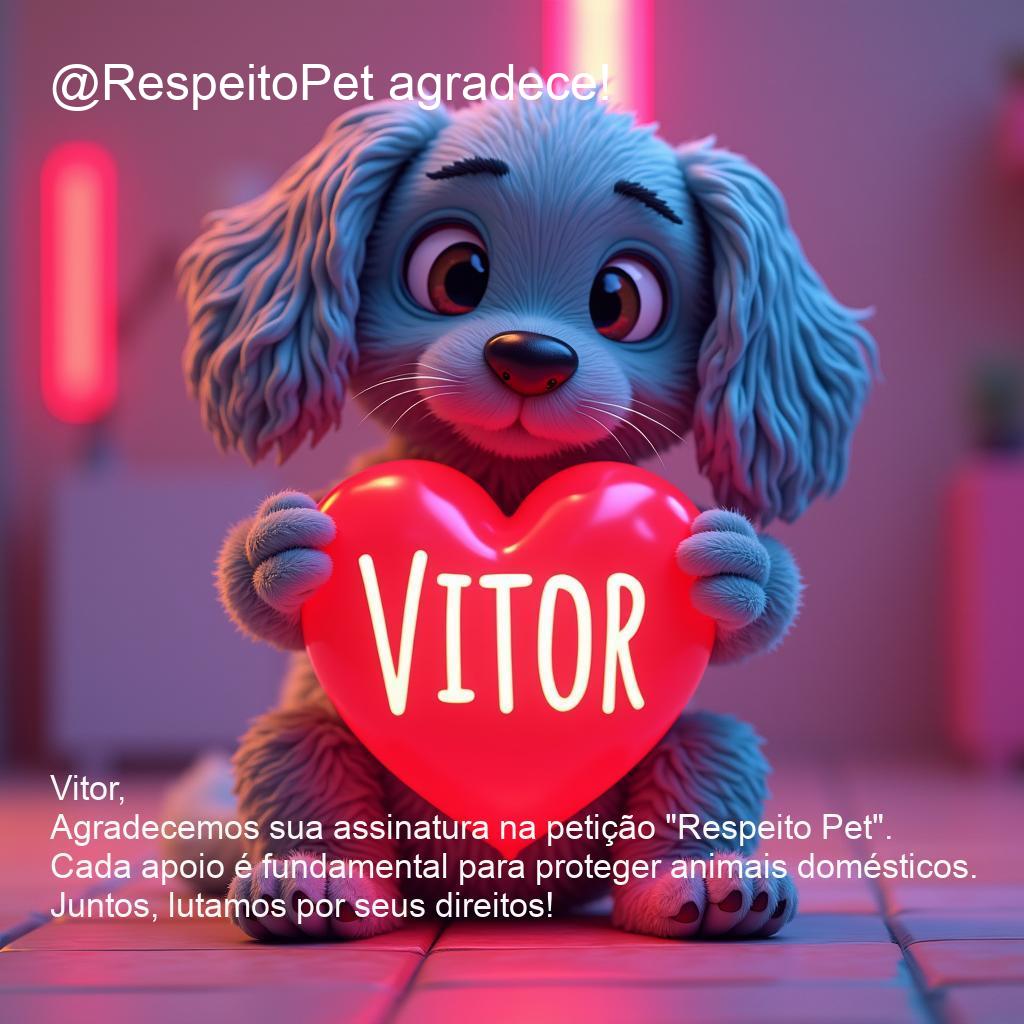 @RespeitoPet agradece!
VITOR
Vitor,
Agradecemos sua assinatura na petição "Respeito Pet".
Cada apoio é fundamental para proteger animais domésticos.
Juntos, lutamos por seus direitos!